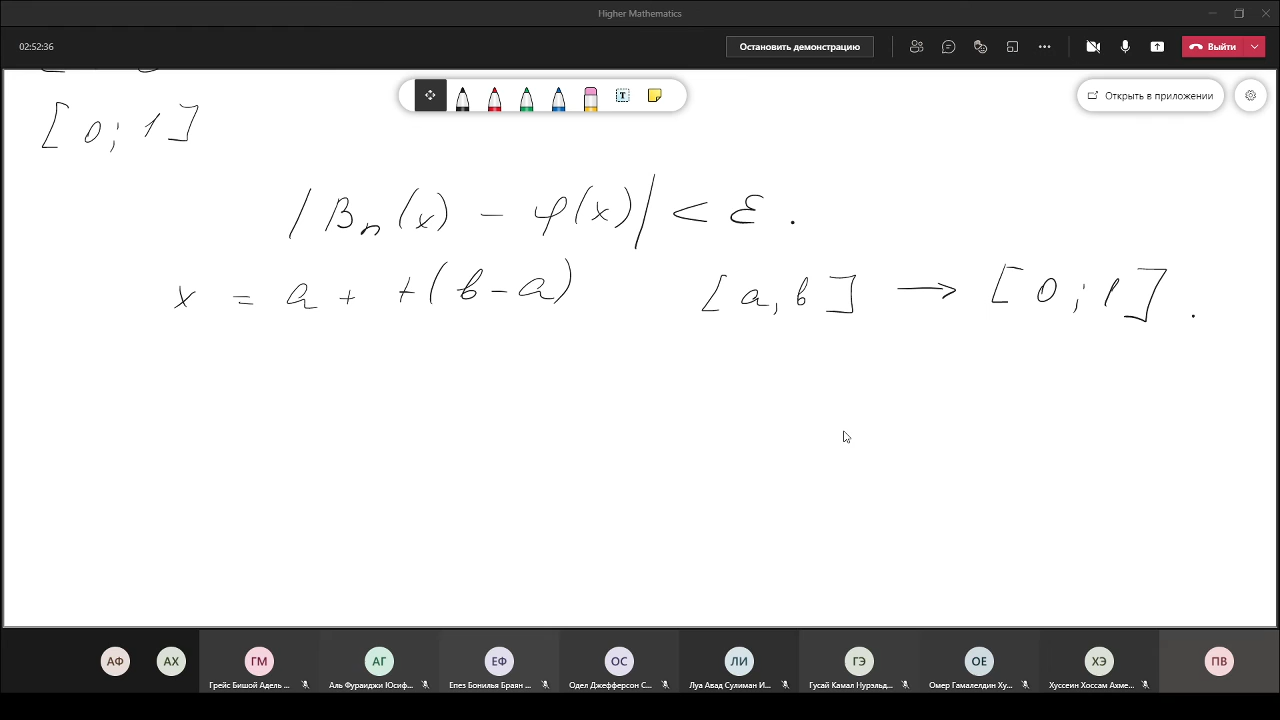 Higher Mathematics
02:52:36
Остановить демонстрацию
Выйти
Открыть в приложении
[0; 1]
|Bₙ(x) − φ(x)| < ε.
x = a + t(b − a) [a, b] → [0; 1].
АФ АХ ГМ АГ ЕФ ОС ЛИ ГЭ ОЕ ХЭ ПВ
Грейс Бишой Адель ... Аль Фураиджи Юсиф... Епез Бонилья Браян ... Одел Джефферсон С... Луа Авад Сулиман И... Гусай Камал Нурэльд... Омер Гамалелдин Ху... Хуссеин Хоссам Ахме...